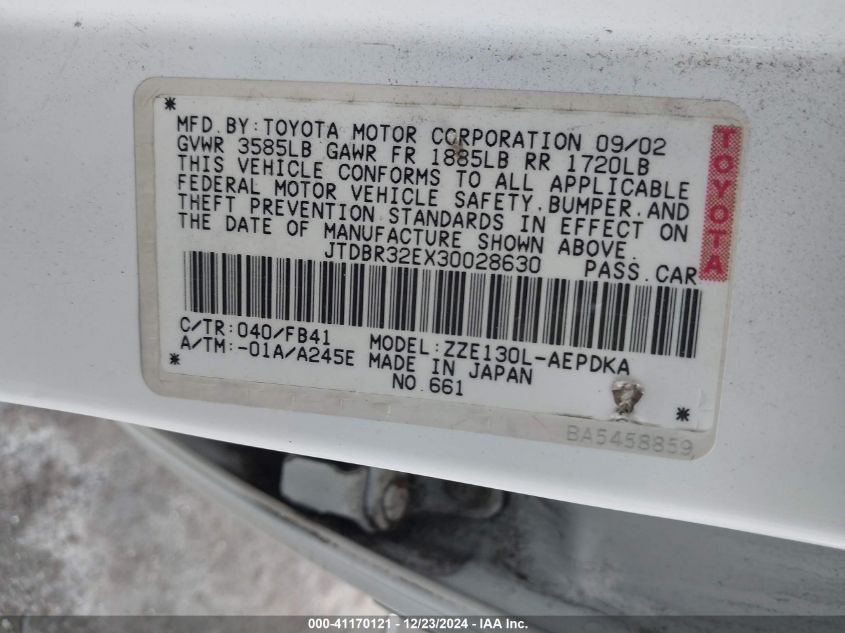 *
MFD. BY: TOYOTA MOTOR CORPORATION 09/02
GVWR 3585LB GAWR FR 1885LB RR 1720LB
THIS VEHICLE CONFORMS TO ALL APPLICABLE
FEDERAL MOTOR VEHICLE SAFETY, BUMPER, AND
THEFT PREVENTION STANDARDS IN EFFECT ON
THE DATE OF MANUFACTURE SHOWN ABOVE.
JTDBR32EX30028630 PASS. CAR
TOYOTA
C/TR: 040/FB41 MODEL: ZZE130L-AEPDKA
A/TM: -01A/A245E MADE IN JAPAN
* NO. 661 *
BA5458859
000-41170121 - 12/23/2024 - IAA Inc.